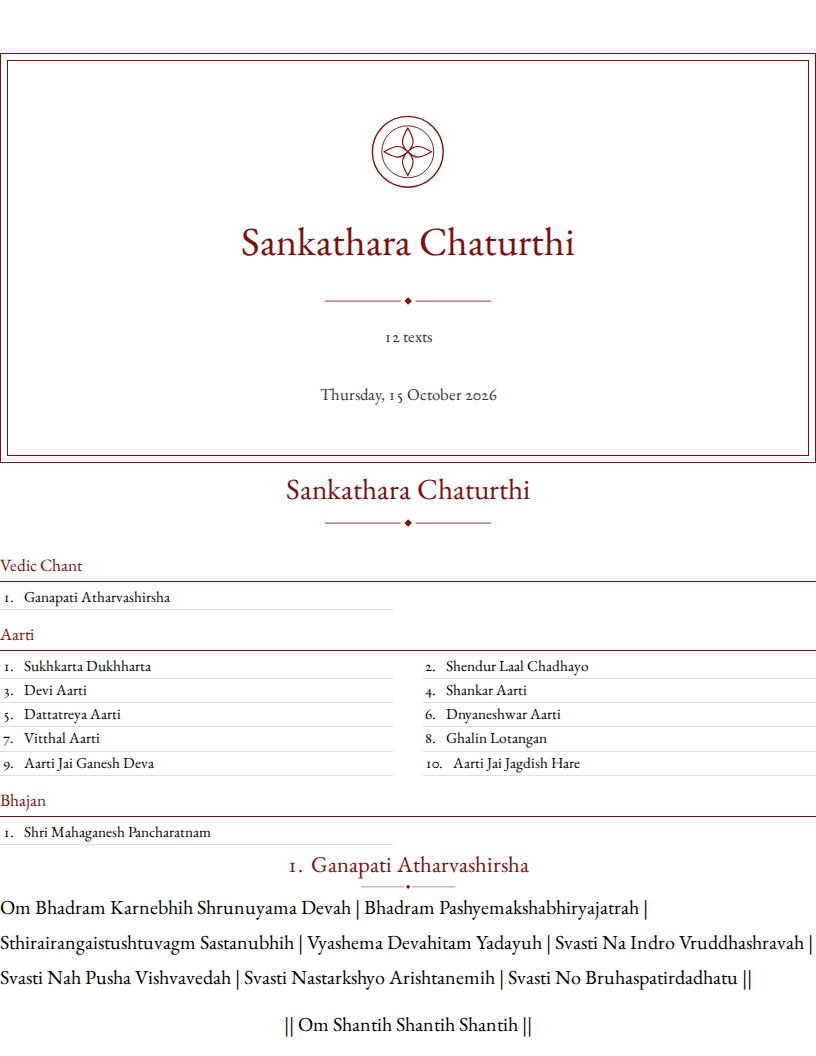 Sankathara Chaturthi
12 texts
Thursday, 15 October 2026
Sankathara Chaturthi
Vedic Chant
1. Ganapati Atharvashirsha
Aarti
1. Sukhkarta Dukhharta
2. Shendur Laal Chadhayo
3. Devi Aarti
4. Shankar Aarti
5. Dattatreya Aarti
6. Dnyaneshwar Aarti
7. Vitthal Aarti
8. Ghalin Lotangan
9. Aarti Jai Ganesh Deva
10. Aarti Jai Jagdish Hare
Bhajan
1. Shri Mahaganesh Pancharatnam
1. Ganapati Atharvashirsha
Om Bhadram Karnebhih Shrunuyama Devah | Bhadram Pashyemakshabhiryajatrah |
Sthirairangaistushtuvagm Sastanubhih | Vyashema Devahitam Yadayuh | Svasti Na Indro Vruddhashravah |
Svasti Nah Pusha Vishvavedah | Svasti Nastarkshyo Arishtanemih | Svasti No Bruhaspatirdadhatu ||
|| Om Shantih Shantih Shantih ||